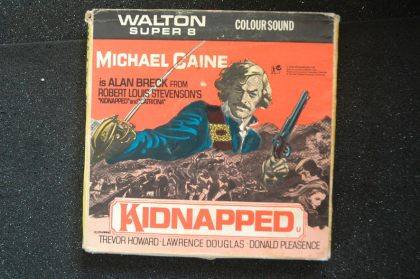 WALTON
SUPER 8
COLOUR SOUND
MICHAEL CAINE
IS ALAN BRECK FROM
ROBERT LOUIS STEVENSON'S
"KIDNAPPED" AND "CATRIONA"
KIDNAPPED U
TREVOR HOWARD · LAWRENCE DOUGLAS · DONALD PLEASENCE